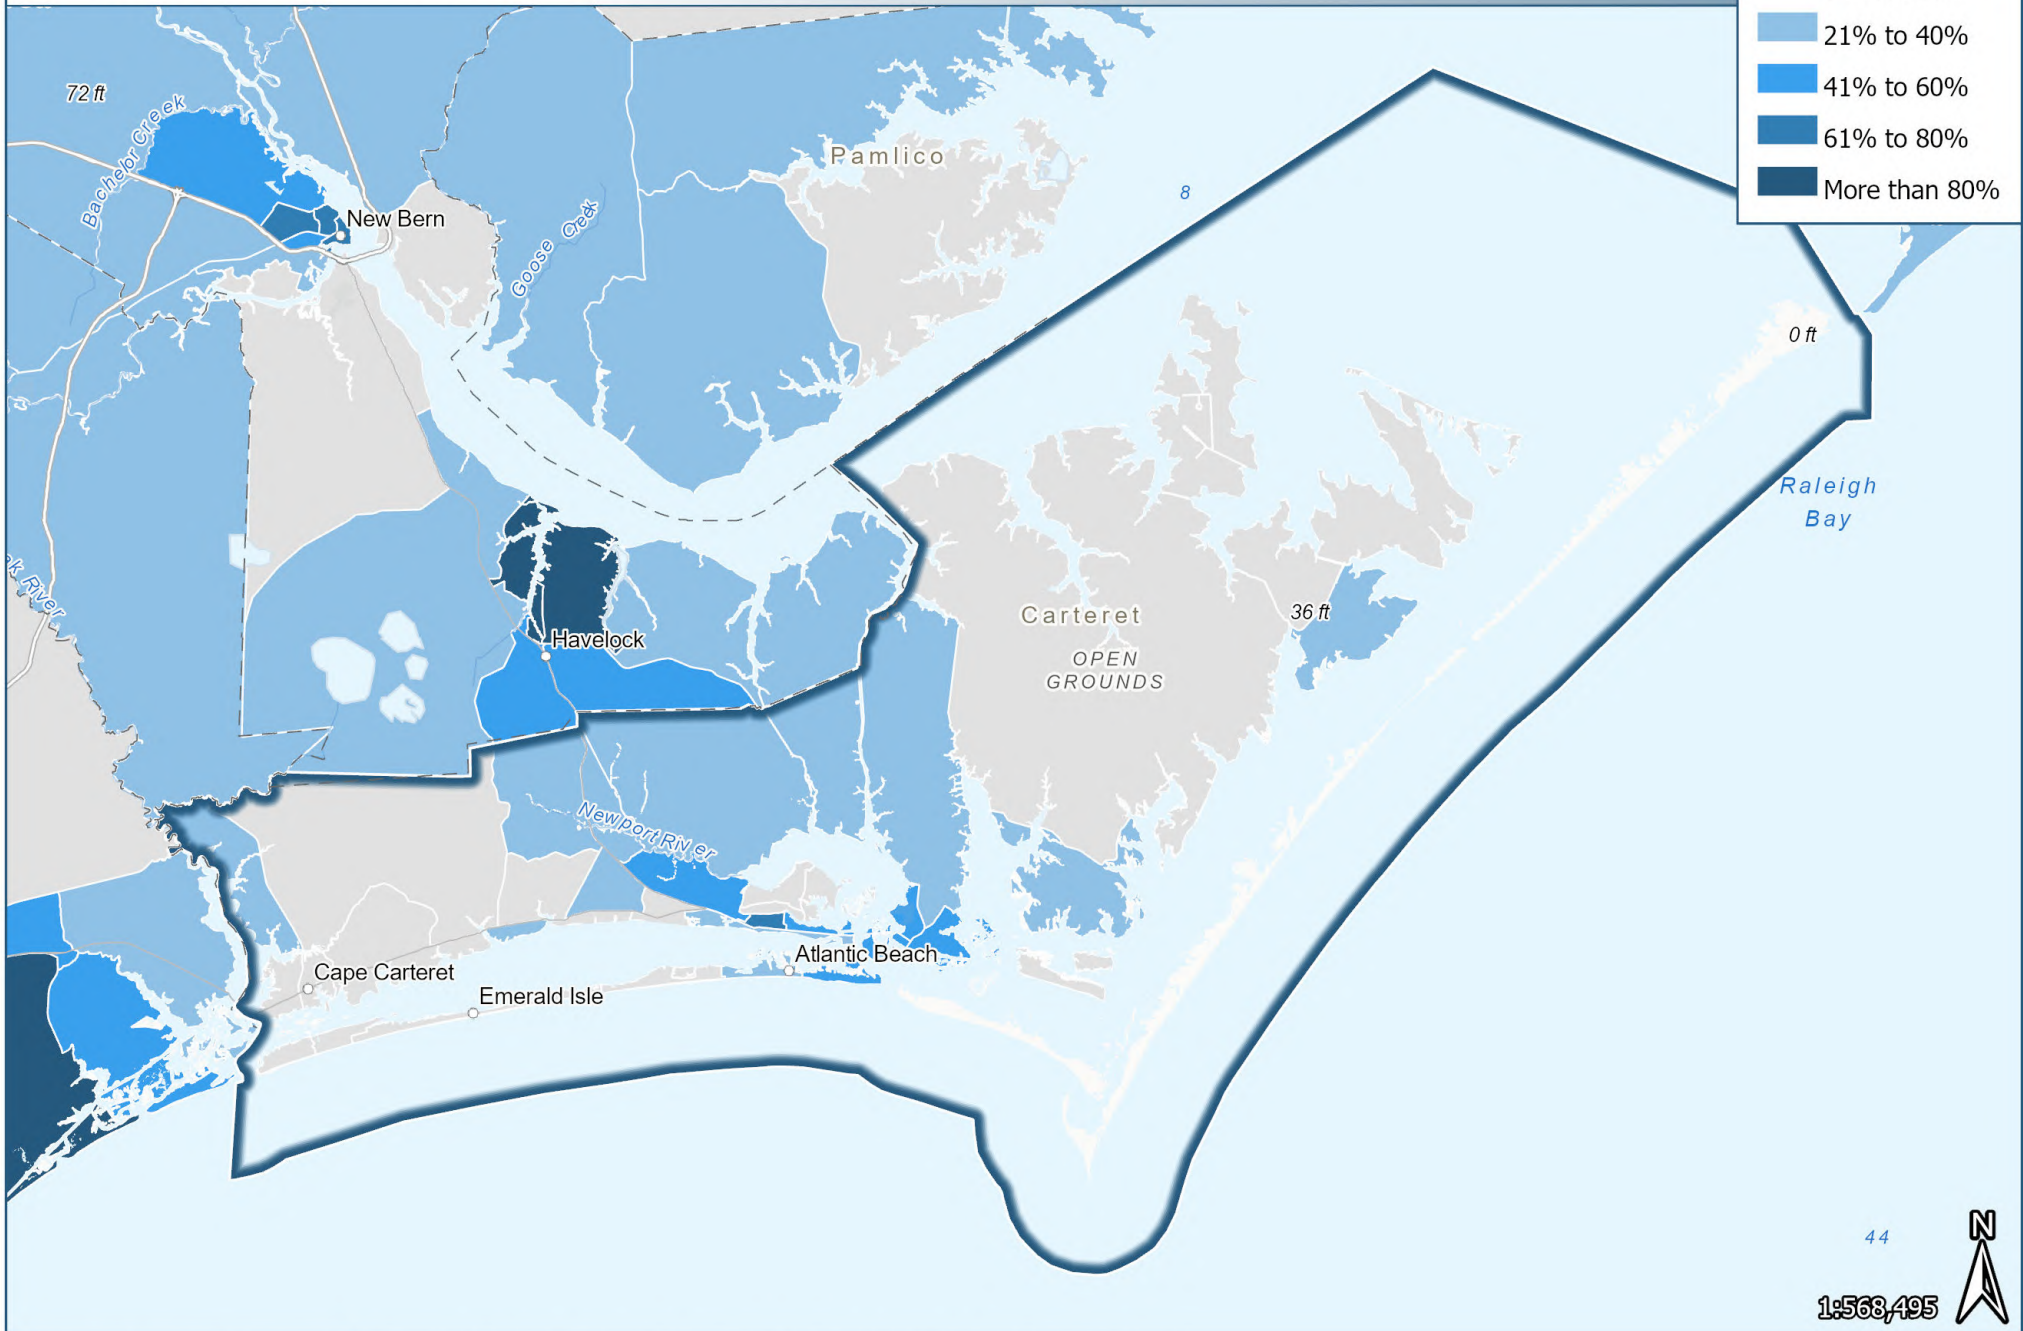 21% to 40%
41% to 60%
61% to 80%
More than 80%
72 ft
Bachelor Creek
Pamlico
8
New Bern
Goose Creek
0 ft
Raleigh
Bay
River
Havelock
Carteret
36 ft
OPEN
GROUNDS
Newport River
Atlantic Beach
Cape Carteret
Emerald Isle
44
N
1:568,495